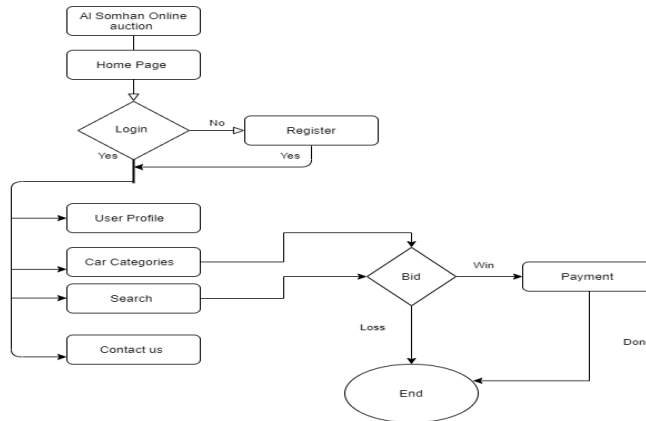 Al Somhan Online
auction
Home Page
Login
No
Register
Yes
Yes
User Profile
Car Categories
Search
Contact us
Bid
Win
Payment
Loss
Don
End